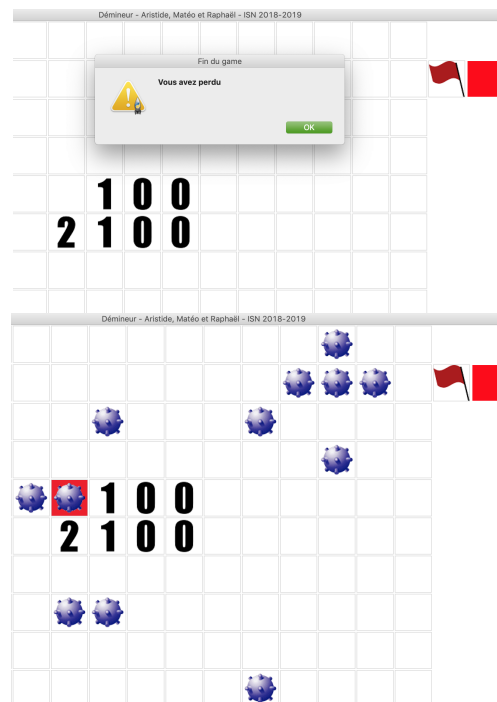 Démineur - Aristide, Matéo et Raphaël - ISN 2018-2019
Fin du game
Vous avez perdu
OK
1 0 0
2 1 0 0
Démineur - Aristide, Matéo et Raphaël - ISN 2018-2019
1 0 0
2 1 0 0